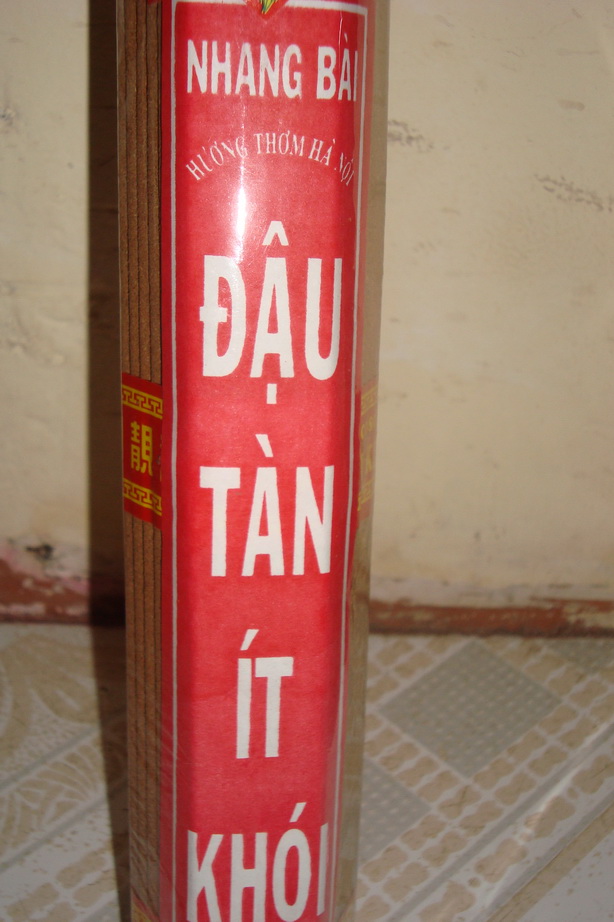 NHANG BÀI
HƯƠNG THƠM HÀ NỘI
ĐẬU
TÀN
ÍT
KHÓI
靚